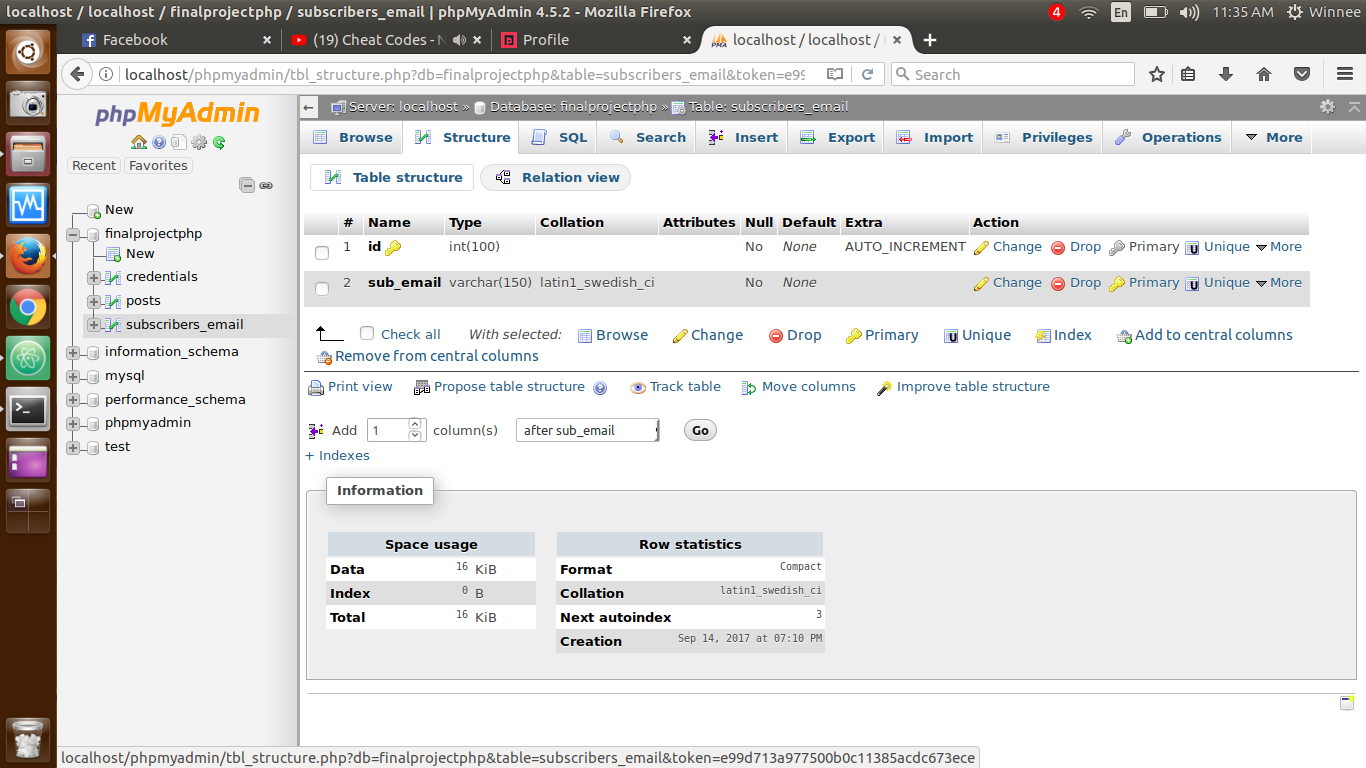 localhost / localhost / finalprojectphp / subscribers_email | phpMyAdmin 4.5.2 - Mozilla Firefox
4 En 11:35 AM Winnee
Facebook × (19) Cheat Codes - N × Profile × localhost / localhost / × +
localhost/phpmyadmin/tbl_structure.php?db=finalprojectphp&table=subscribers_email&token=e99 Search
phpMyAdmin
Recent Favorites
New
finalprojectphp
New
credentials
posts
subscribers_email
information_schema
mysql
performance_schema
phpmyadmin
test
Server: localhost » Database: finalprojectphp » Table: subscribers_email
Browse Structure SQL Search Insert Export Import Privileges Operations More
Table structure Relation view
# Name Type Collation Attributes Null Default Extra Action
1 id int(100) No None AUTO_INCREMENT Change Drop Primary Unique More
2 sub_email varchar(150) latin1_swedish_ci No None Change Drop Primary Unique More
Check all With selected: Browse Change Drop Primary Unique Index Add to central columns
Remove from central columns
Print view Propose table structure Track table Move columns Improve table structure
Add 1 column(s) after sub_email Go
+ Indexes
Information
Space usage
Data 16 KiB
Index 0 B
Total 16 KiB
Row statistics
Format Compact
Collation latin1_swedish_ci
Next autoindex 3
Creation Sep 14, 2017 at 07:10 PM
localhost/phpmyadmin/tbl_structure.php?db=finalprojectphp&table=subscribers_email&token=e99d713a977500b0c11385acdc673ece